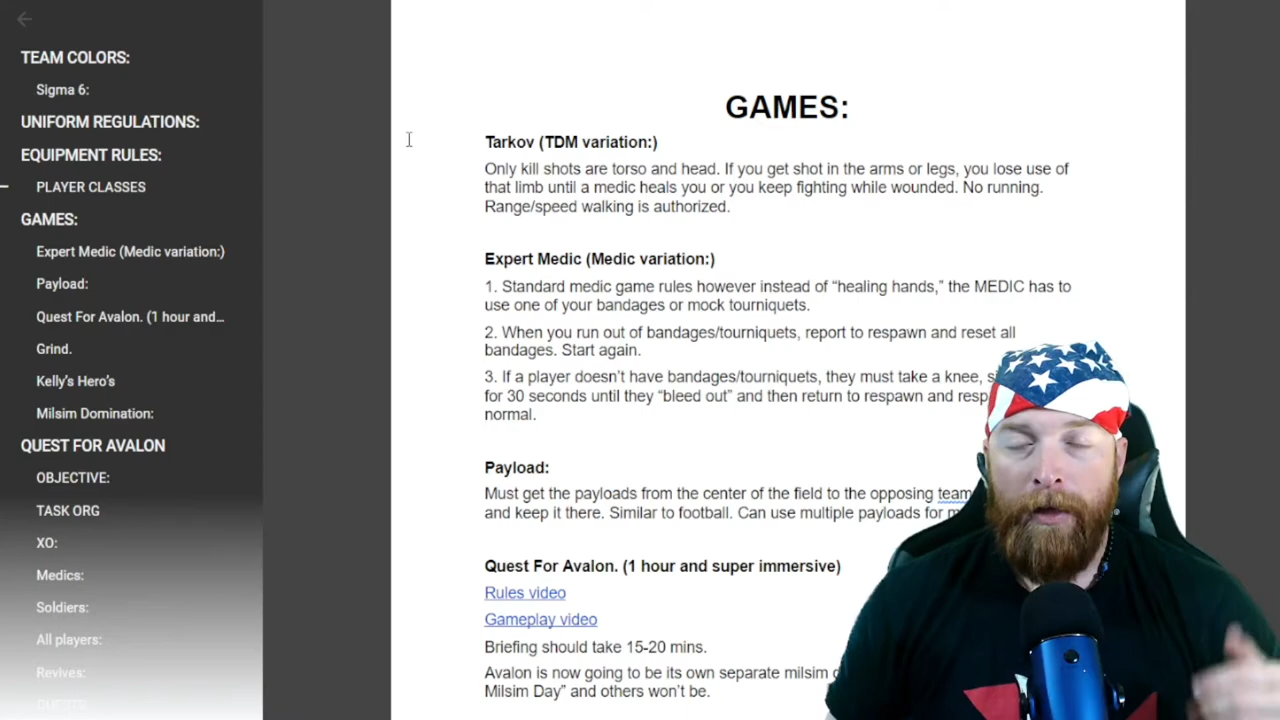 TEAM COLORS:
Sigma 6:
UNIFORM REGULATIONS:
EQUIPMENT RULES:
PLAYER CLASSES
GAMES:
Expert Medic (Medic variation:)
Payload:
Quest For Avalon. (1 hour and...
Grind.
Kelly's Hero's
Milsim Domination:
QUEST FOR AVALON
OBJECTIVE:
TASK ORG
XO:
Medics:
Soldiers:
All players:
Revives:
GAMES:
Tarkov (TDM variation:)
Only kill shots are torso and head. If you get shot in the arms or legs, you lose use of
that limb until a medic heals you or you keep fighting while wounded. No running.
Range/speed walking is authorized.
Expert Medic (Medic variation:)
1. Standard medic game rules however instead of “healing hands,” the MEDIC has to
use one of your bandages or mock tourniquets.
2. When you run out of bandages/tourniquets, report to respawn and reset all
bandages. Start again.
3. If a player doesn’t have bandages/tourniquets, they must take a knee,
for 30 seconds until they “bleed out” and then return to respawn and
normal.
Payload:
Must get the payloads from the center of the field to the opposing team
and keep it there. Similar to football. Can use multiple payloads for
Quest For Avalon. (1 hour and super immersive)
Rules video
Gameplay video
Briefing should take 15-20 mins.
Avalon is now going to be its own separate milsim
Milsim Day” and others won’t be.